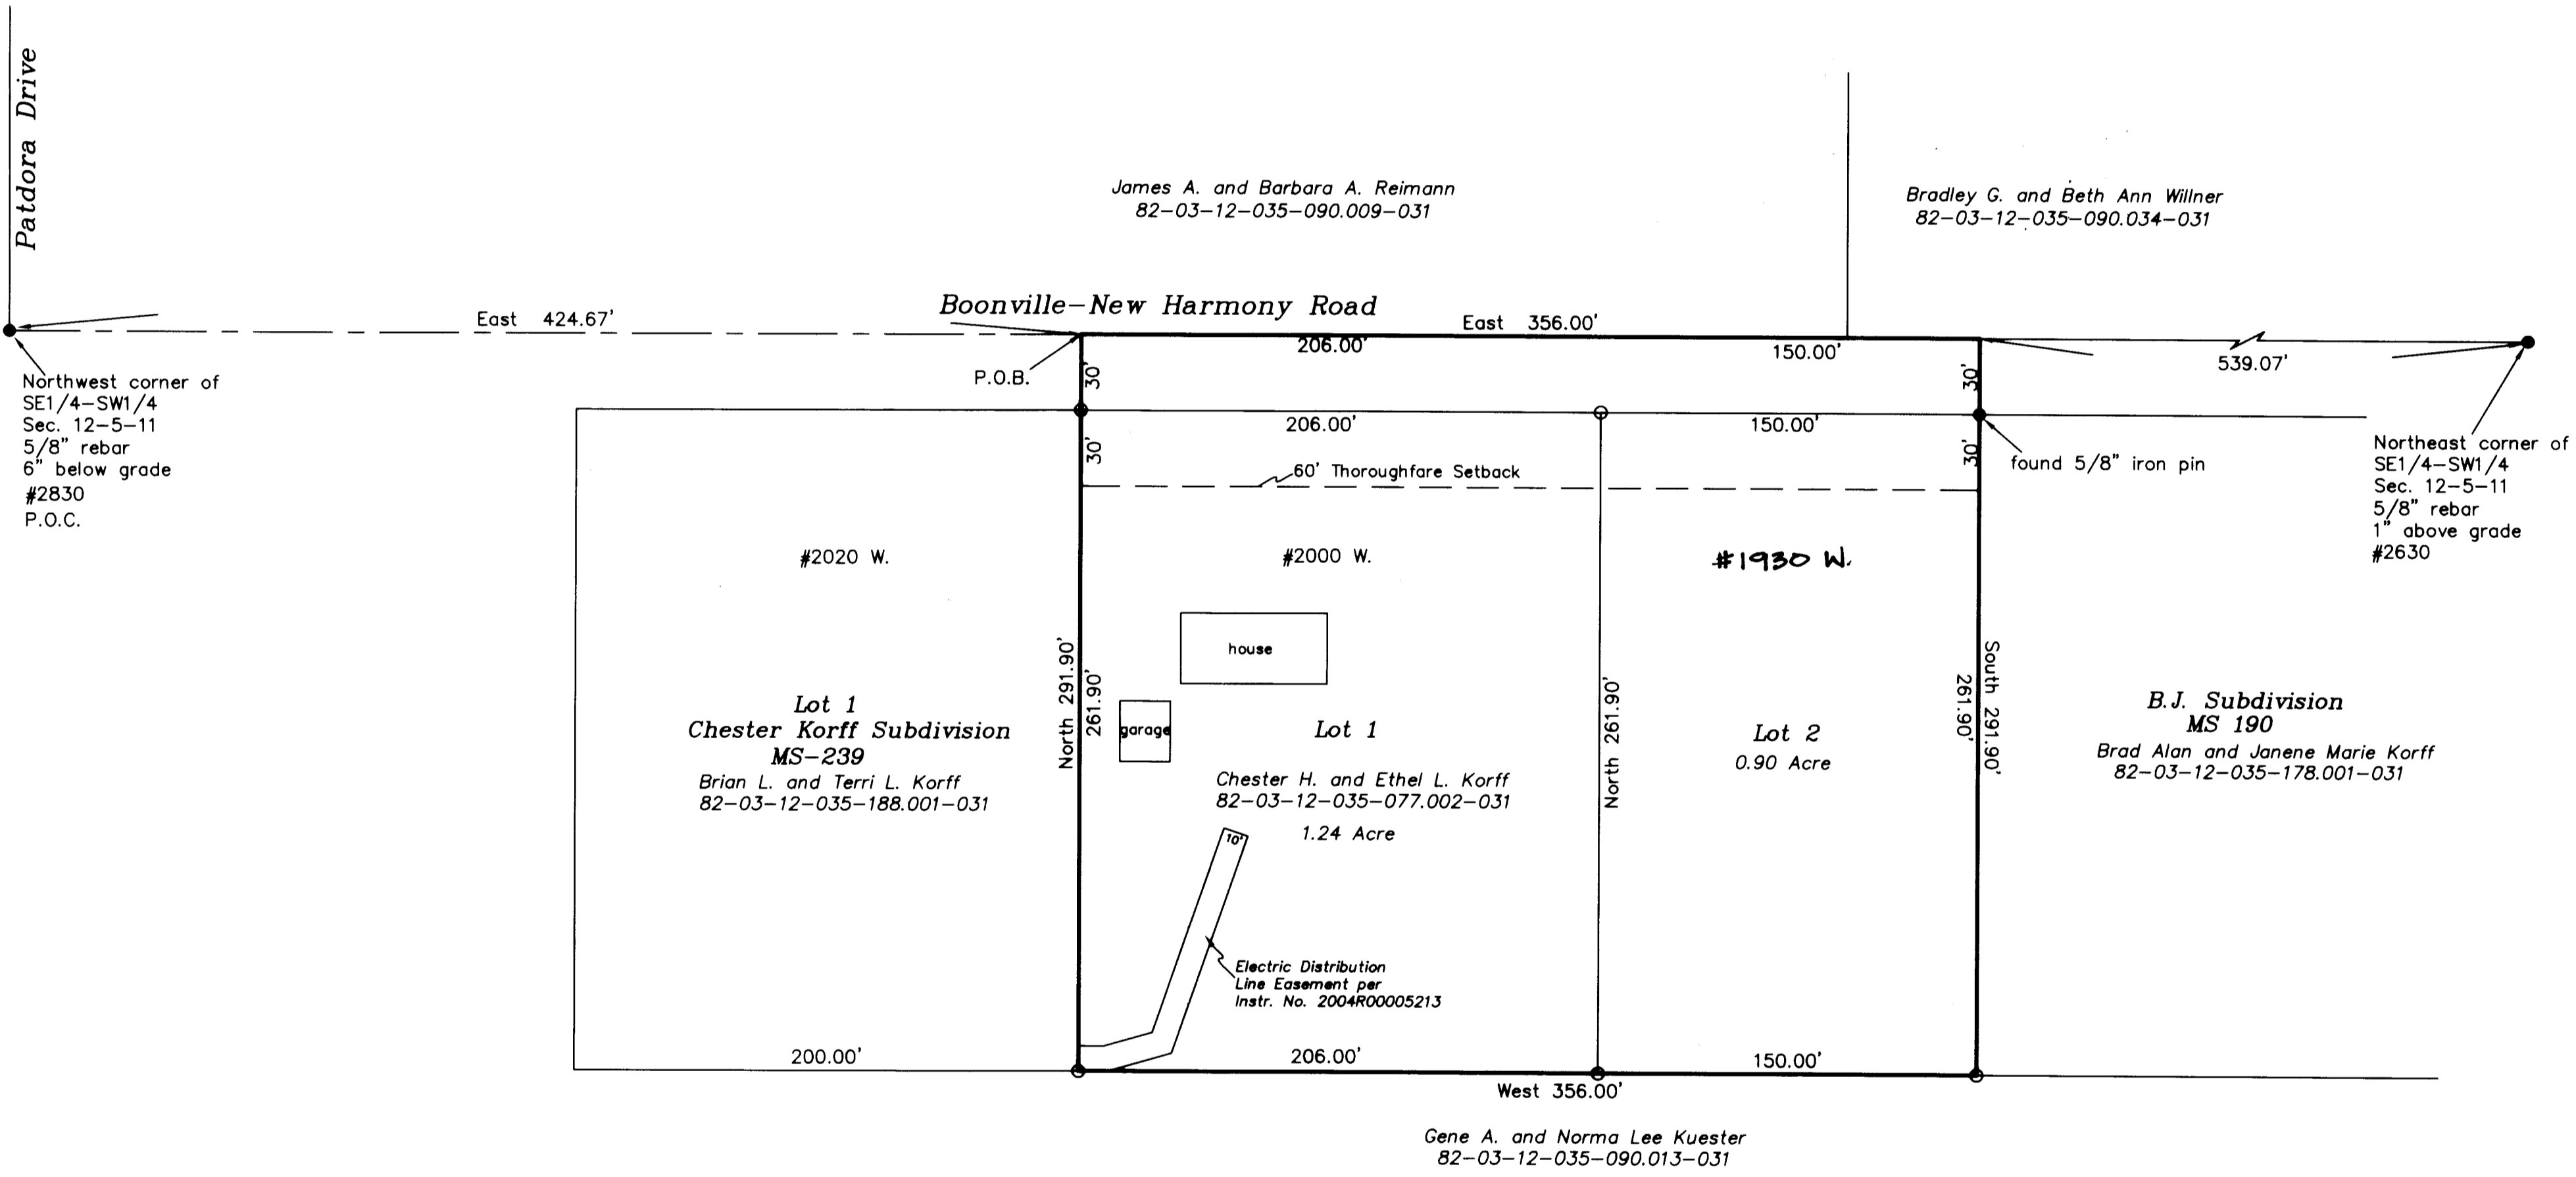 Patdora Drive
James A. and Barbara A. Reimann
82-03-12-035-090.009-031
Bradley G. and Beth Ann Willner
82-03-12-035-090.034-031
Boonville-New Harmony Road
East 424.67'
East 356.00'
206.00'
150.00'
539.07'
P.O.B.
30'
30'
Northwest corner of
SE1/4-SW1/4
Sec. 12-5-11
5/8" rebar
6" below grade
#2830
P.O.C.
206.00'
150.00'
30'
30'
60' Thoroughfare Setback
found 5/8" iron pin
Northeast corner of
SE1/4-SW1/4
Sec. 12-5-11
5/8" rebar
1" above grade
#2630
#2020 W.
#2000 W.
#1930 W.
house
garage
North 291.90'
261.90'
North 261.90'
261.90'
South 291.90'
Lot 1
Chester Korff Subdivision
MS-239
Brian L. and Terri L. Korff
82-03-12-035-188.001-031
Lot 1
Chester H. and Ethel L. Korff
82-03-12-035-077.002-031
1.24 Acre
Lot 2
0.90 Acre
B.J. Subdivision
MS 190
Brad Alan and Janene Marie Korff
82-03-12-035-178.001-031
10'
Electric Distribution
Line Easement per
Instr. No. 2004R00005213
200.00'
206.00'
150.00'
West 356.00'
Gene A. and Norma Lee Kuester
82-03-12-035-090.013-031